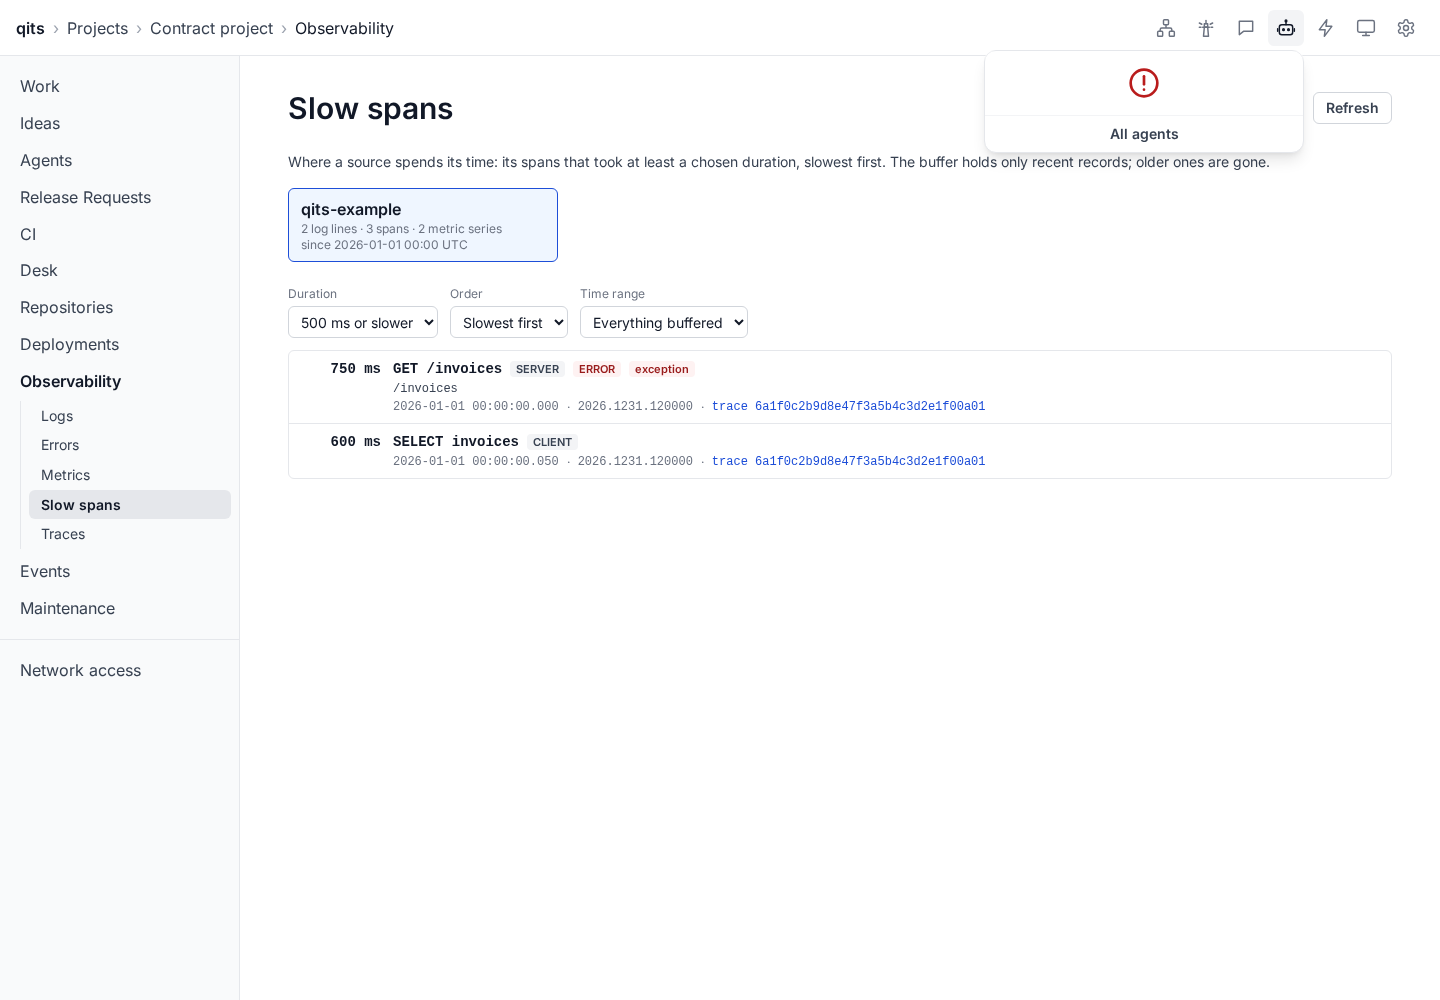 qits › Projects › Contract project › Observability
All agents
Work
Ideas
Agents
Release Requests
CI
Desk
Repositories
Deployments
Observability
Logs
Errors
Metrics
Slow spans
Traces
Events
Maintenance
Network access
Slow spans
Refresh
Where a source spends its time: its spans that took at least a chosen duration, slowest first. The buffer holds only recent records; older ones are gone.
qits-example
2 log lines · 3 spans · 2 metric series
since 2026-01-01 00:00 UTC
Duration Order Time range
500 ms or slower Slowest first Everything buffered
750 ms GET /invoices SERVER ERROR exception
/invoices
2026-01-01 00:00:00.000 · 2026.1231.120000 · trace 6a1f0c2b9d8e47f3a5b4c3d2e1f00a01
600 ms SELECT invoices CLIENT
2026-01-01 00:00:00.050 · 2026.1231.120000 · trace 6a1f0c2b9d8e47f3a5b4c3d2e1f00a01